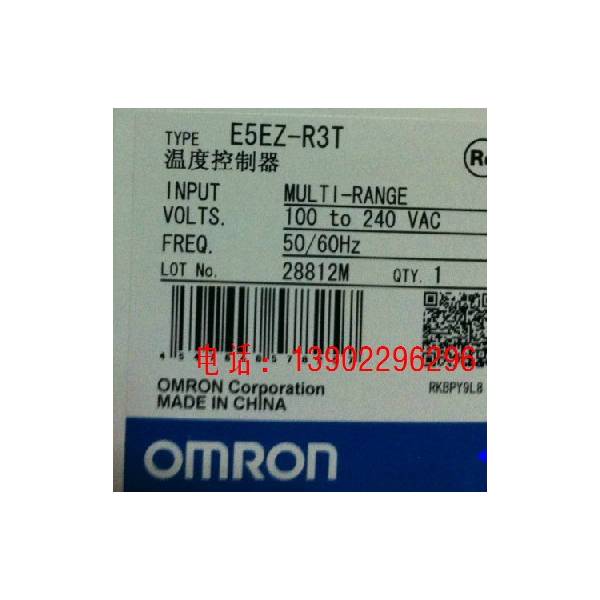 TYPE E5EZ-R3T
温度控制器
INPUT MULTI-RANGE
VOLTS. 100 to 240 VAC
FREQ. 50/60Hz
LOT No. 28812M QTY. 1
电话: 13902296296
OMRON Corporation
MADE IN CHINA
RKBPY9L8
OMRON